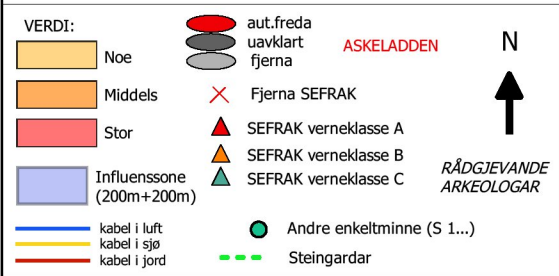 VERDI:
Noe
Middels
Stor
Influenssone
(200m+200m)
kabel i luft
kabel i sjø
kabel i jord
aut.freda
uavklart
fjerna
ASKELADDEN
Fjerna SEFRAK
SEFRAK verneklasse A
SEFRAK verneklasse B
SEFRAK verneklasse C
Andre enkeltminne (S 1...)
Steingardar
N
RÅDGJEVANDE
ARKEOLOGAR